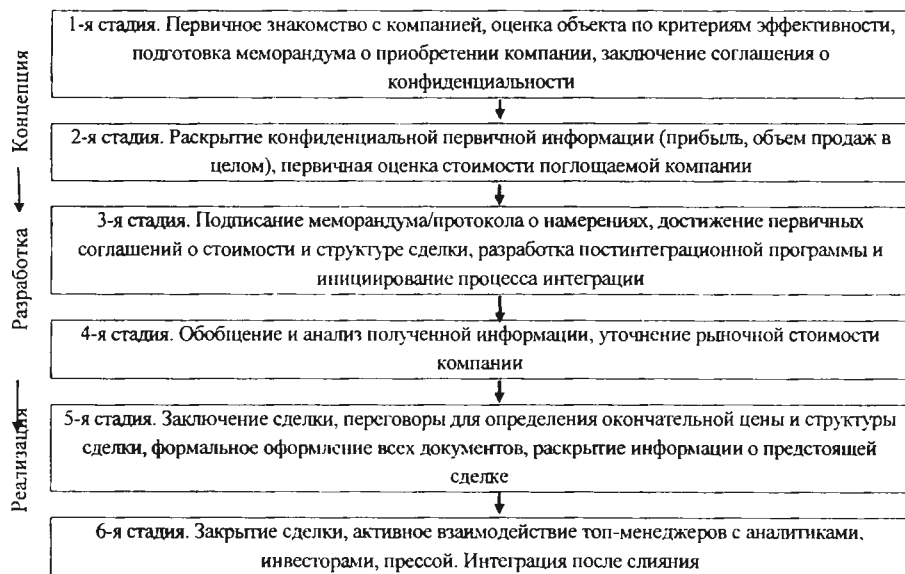 1-я стадия. Первичное знакомство с компанией, оценка объекта по критериям эффективности,
подготовка меморандума о приобретении компании, заключение соглашения о
конфиденциальности
2-я стадия. Раскрытие конфиденциальной первичной информации (прибыль, объем продаж в
целом), первичная оценка стоимости поглощаемой компании
3-я стадия. Подписание меморандума/протокола о намерениях, достижение первичных
соглашений о стоимости и структуре сделки, разработка постинтеграционной программы и
инициирование процесса интеграции
4-я стадия. Обобщение и анализ полученной информации, уточнение рыночной стоимости
компании
5-я стадия. Заключение сделки, переговоры для определения окончательной цены и структуры
сделки, формальное оформление всех документов, раскрытие информации о предстоящей
сделке
6-я стадия. Закрытие сделки, активное взаимодействие топ-менеджеров с аналитиками,
инвесторами, прессой. Интеграция после слияния
Концепция
Разработка
Реализация